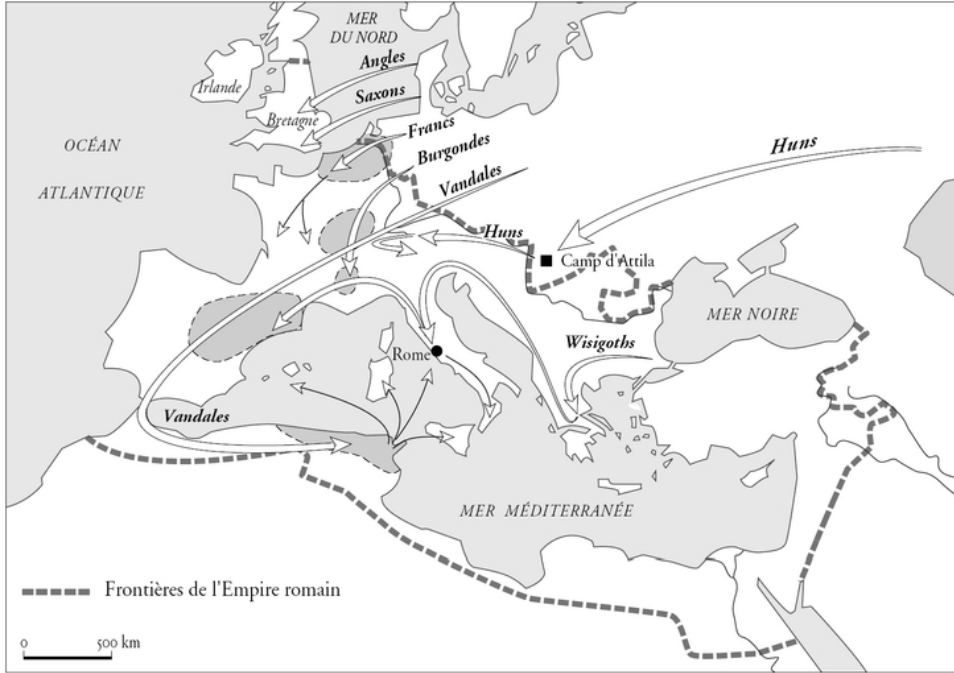 MER
DU NORD
Angles
Irlande
Saxons
Bretagne
Francs
Burgondes
Vandales
OCÉAN
ATLANTIQUE
Huns
Huns
Camp d'Attila
MER NOIRE
Wisigoths
Rome
Vandales
MER MÉDITERRANÉE
Frontières de l'Empire romain
0
500 km